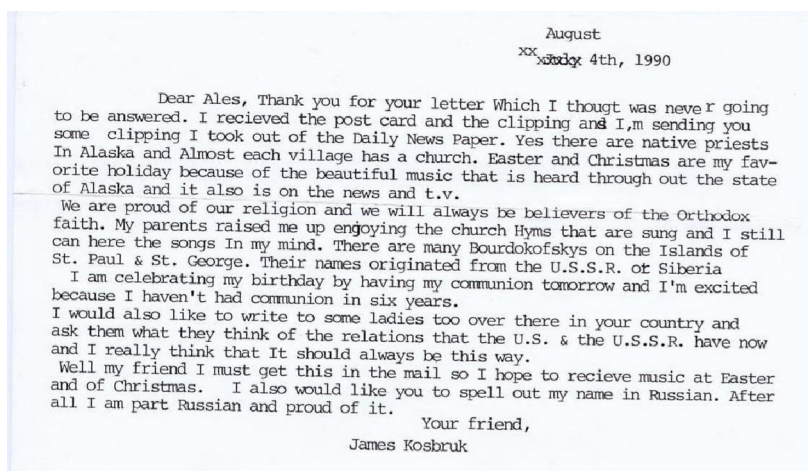 August
xx xJudyx 4th, 1990
Dear Ales, Thank you for your letter Which I thougt was neve r going
to be answered. I recieved the post card and the clipping and I,m sending you
some clipping I took out of the Daily News Paper. Yes there are native priests
In Alaska and Almost each village has a church. Easter and Christmas are my fav-
orite holiday because of the beautiful music that is heard through out the state
of Alaska and it also is on the news and t.v.
We are proud of our religion and we will always be believers of the Orthodox
faith. My parents raised me up engoying the church Hyms that are sung and I still
can here the songs In my mind. There are many Bourdokofskys on the Islands of
St. Paul & St. George. Their names originated from the U.S.S.R. ot Siberia
I am celebrating my birthday by having my communion tomorrow and I'm excited
because I haven't had communion in six years.
I would also like to write to some ladies too over there in your country and
ask them what they think of the relations that the U.S. & the U.S.S.R. have now
and I really think that It should always be this way.
Well my friend I must get this in the mail so I hope to recieve music at Easter
and of Christmas. I also would like you to spell out my name in Russian. After
all I am part Russian and proud of it.
Your friend,
James Kosbruk